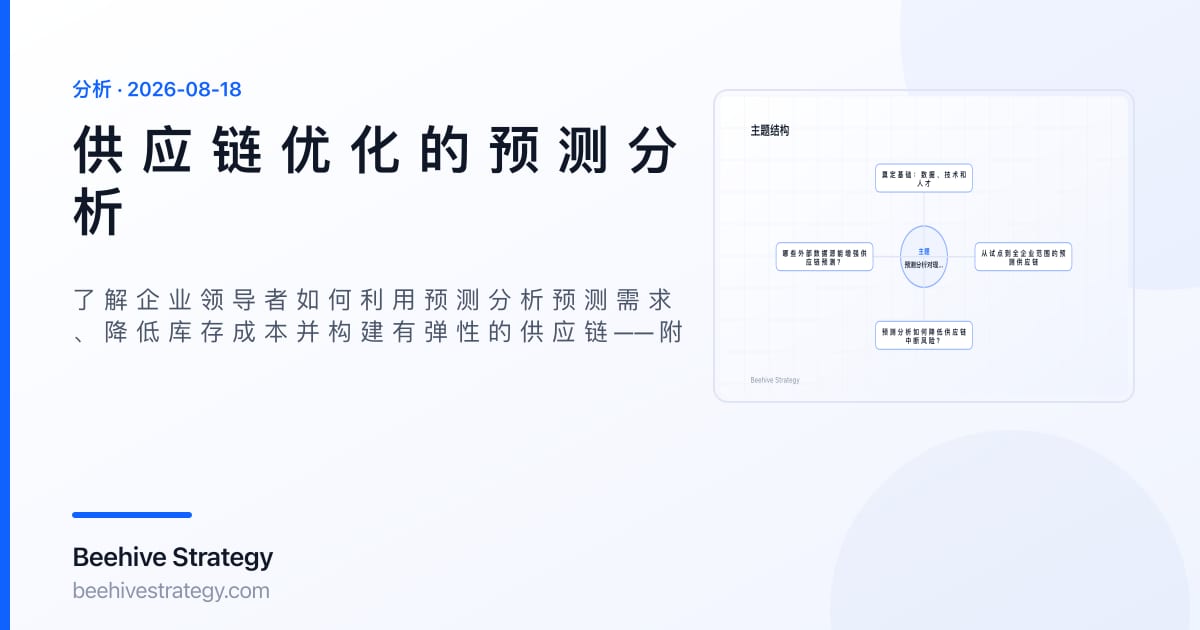 分析 · 2026-08-18
供应链优化的预测分
析
了解企业领导者如何利用预测分析预测需求
、降低库存成本并构建有弹性的供应链——附
Beehive Strategy
beehivestrategy.com
主题结构
奠定基础：数据、技术和
人才
哪些外部数据源能增强供
应链预测？
主题
预测分析对现...
从试点到全企业范围的预
测供应链
预测分析如何降低供应链
中断风险？
Beehive Strategy